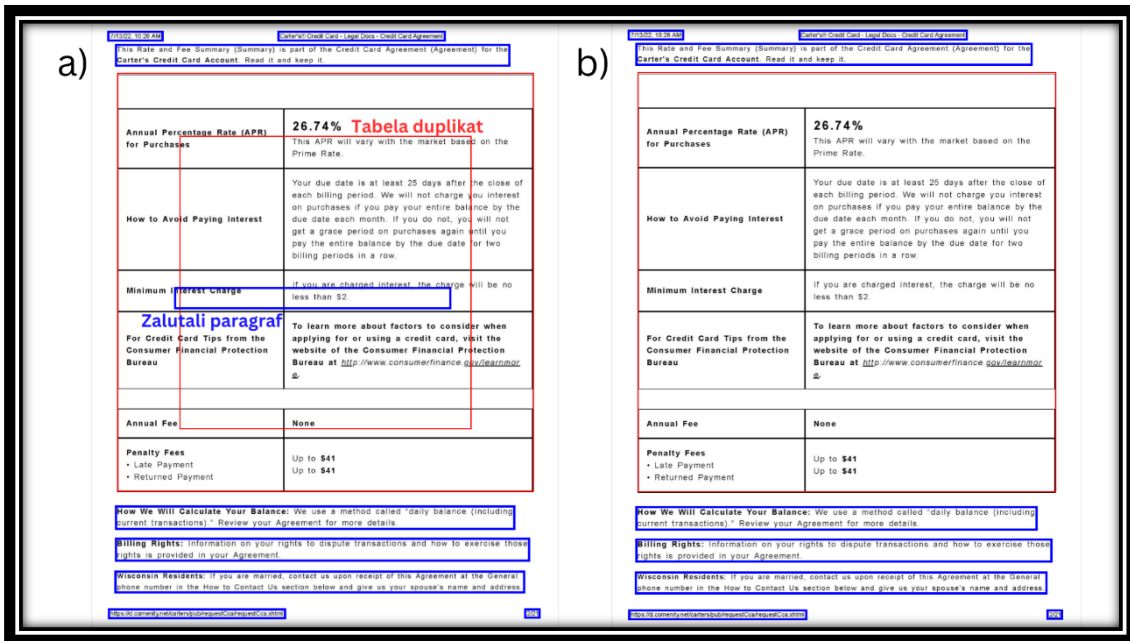 a)
7/13/22, 10:26 AM Carter's® Credit Card - Legal Docs - Credit Card Agreement
This Rate and Fee Summary (Summary) is part of the Credit Card Agreement (Agreement) for the
Carter's Credit Card Account. Read it and keep it.
Annual Percentage Rate (APR)
for Purchases
26.74%
Tabela duplikat
This APR will vary with the market based on the
Prime Rate.
How to Avoid Paying Interest
Your due date is at least 25 days after the close of
each billing period. We will not charge you interest
on purchases if you pay your entire balance by the
due date each month. If you do not, you will not
get a grace period on purchases again until you
pay the entire balance by the due date for two
billing periods in a row.
Minimum Interest Charge
If you are charged interest, the charge will be no
less than $2.
Zalutali paragraf
For Credit Card Tips from the
Consumer Financial Protection
Bureau
To learn more about factors to consider when
applying for or using a credit card, visit the
website of the Consumer Financial Protection
Bureau at http://www.consumerfinance.gov/learnmor
e.
Annual Fee
None
Penalty Fees
• Late Payment
• Returned Payment
Up to $41
Up to $41
How We Will Calculate Your Balance: We use a method called "daily balance (including
current transactions)." Review your Agreement for more details.
Billing Rights: Information on your rights to dispute transactions and how to exercise those
rights is provided in your Agreement.
Wisconsin Residents: If you are married, contact us upon receipt of this Agreement at the General
phone number in the How to Contact Us section below and give us your spouse's name and address.
https://d.comenity.net/carters/pub/requestCca/requestCca.xhtml 2/21
b)
7/13/22, 10:26 AM Carter's® Credit Card - Legal Docs - Credit Card Agreement
This Rate and Fee Summary (Summary) is part of the Credit Card Agreement (Agreement) for the
Carter's Credit Card Account. Read it and keep it.
Annual Percentage Rate (APR)
for Purchases
26.74%
This APR will vary with the market based on the
Prime Rate.
How to Avoid Paying Interest
Your due date is at least 25 days after the close of
each billing period. We will not charge you interest
on purchases if you pay your entire balance by the
due date each month. If you do not, you will not
get a grace period on purchases again until you
pay the entire balance by the due date for two
billing periods in a row.
Minimum Interest Charge
If you are charged interest, the charge will be no
less than $2.
For Credit Card Tips from the
Consumer Financial Protection
Bureau
To learn more about factors to consider when
applying for or using a credit card, visit the
website of the Consumer Financial Protection
Bureau at http://www.consumerfinance.gov/learnmor
e.
Annual Fee
None
Penalty Fees
• Late Payment
• Returned Payment
Up to $41
Up to $41
How We Will Calculate Your Balance: We use a method called "daily balance (including
current transactions)." Review your Agreement for more details.
Billing Rights: Information on your rights to dispute transactions and how to exercise those
rights is provided in your Agreement.
Wisconsin Residents: If you are married, contact us upon receipt of this Agreement at the General
phone number in the How to Contact Us section below and give us your spouse's name and address.
https://d.comenity.net/carters/pub/requestCca/requestCca.xhtml 2/21